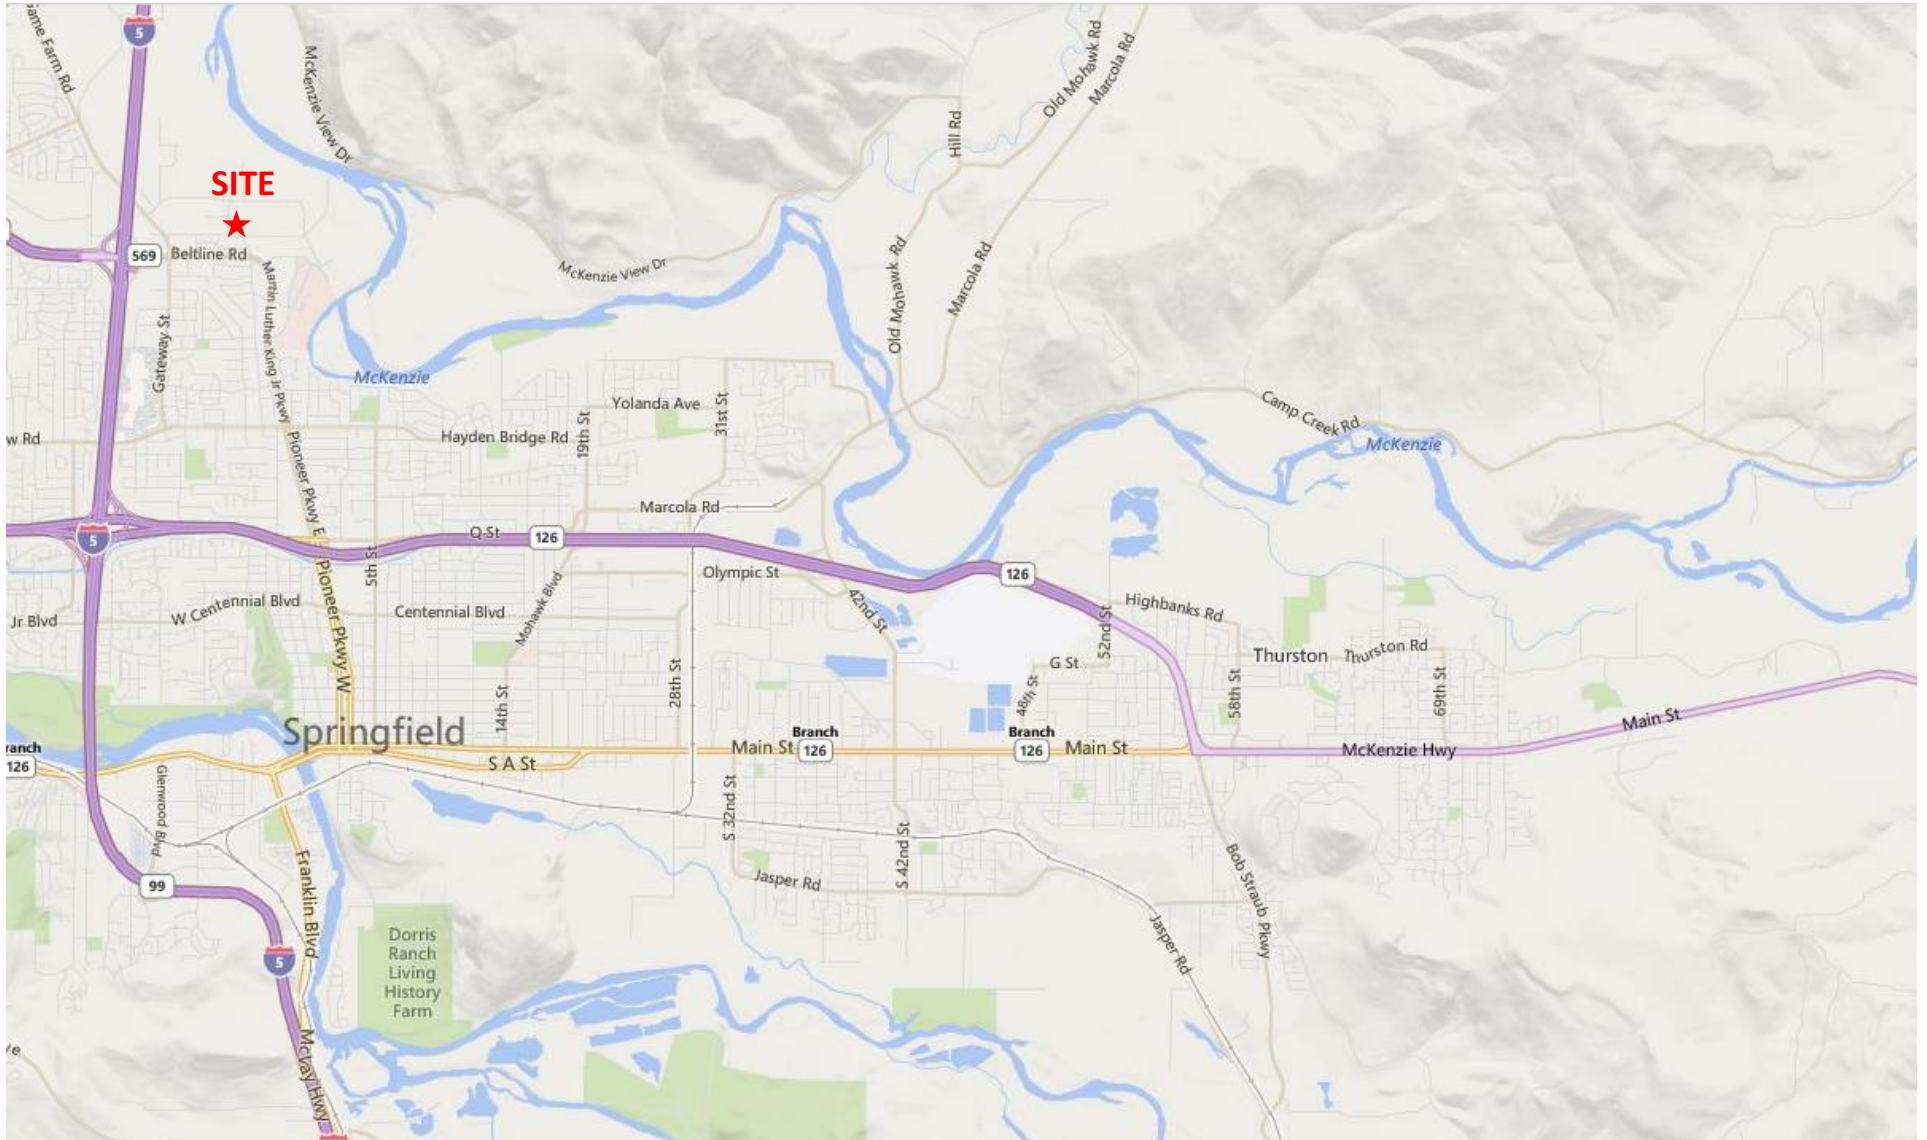 5
Game Farm Rd
McKenzie View Dr
Old Mohawk Rd
Marcola Rd
Hill Rd
SITE
569
Beltline Rd
McKenzie View Dr
Old Mohawk Rd
Marcola Rd
Martin Luther King Jr Pkwy
Gateway St
McKenzie
Yolanda Ave
31st St
19th St
Camp Creek Rd
w Rd
Hayden Bridge Rd
McKenzie
Pioneer Pkwy E
Marcola Rd
5
Q St
126
5th St
Olympic St
126
Mohawk Blvd
42nd St
Highbanks Rd
Jr Blvd
W Centennial Blvd
Pioneer Pkwy W
Centennial Blvd
52nd St
G St
Thurston
Thurston Rd
28th St
14th St
48th St
58th St
69th St
Springfield
ranch
126
Main St
Branch
126
Branch
126
Main St
McKenzie Hwy
Main St
S A St
Glenwood Blvd
S 32nd St
S 42nd St
99
Franklin Blvd
Jasper Rd
Bob Straub Pkwy
5
Dorris
Ranch
Living
History
Farm
Jasper Rd
McVay Hwy